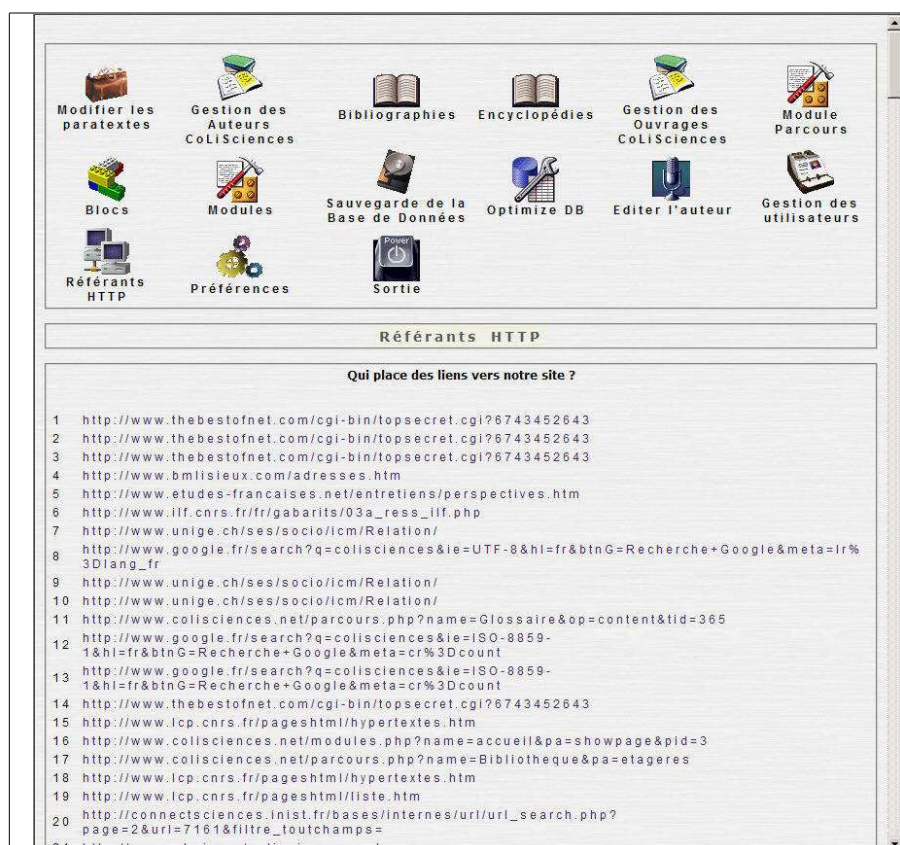 Modifier les paratextes
Gestion des Auteurs CoLiSciences
Bibliographies
Encyclopédies
Gestion des Ouvrages CoLiSciences
Module Parcours
Blocs
Modules
Sauvegarde de la Base de Données
Optimize DB
Editer l'auteur
Gestion des utilisateurs
Référants HTTP
Préférences
Power
Sortie
Référants HTTP
Qui place des liens vers notre site ?
1 http://www.thebestofnet.com/cgi-bin/topsecret.cgi?6743452643
2 http://www.thebestofnet.com/cgi-bin/topsecret.cgi?6743452643
3 http://www.thebestofnet.com/cgi-bin/topsecret.cgi?6743452643
4 http://www.bmlisieux.com/adresses.htm
5 http://www.etudes-francaises.net/entretiens/perspectives.htm
6 http://www.ilf.cnrs.fr/fr/gabarits/03a_ress_ilf.php
7 http://www.unige.ch/ses/socio/icm/Relation/
8 http://www.google.fr/search?q=colisciences&ie=UTF-8&hl=fr&btnG=Recherche+Google&meta=lr%
3Dlang_fr
9 http://www.unige.ch/ses/socio/icm/Relation/
10 http://www.unige.ch/ses/socio/icm/Relation/
11 http://www.colisciences.net/parcours.php?name=Glossaire&op=content&tid=365
12 http://www.google.fr/search?q=colisciences&ie=ISO-8859-
1&hl=fr&btnG=Recherche+Google&meta=cr%3Dcount
13 http://www.google.fr/search?q=colisciences&ie=ISO-8859-
1&hl=fr&btnG=Recherche+Google&meta=cr%3Dcount
14 http://www.thebestofnet.com/cgi-bin/topsecret.cgi?6743452643
15 http://www.lcp.cnrs.fr/pageshtml/hypertextes.htm
16 http://www.colisciences.net/modules.php?name=accueil&pa=showpage&pid=3
17 http://www.colisciences.net/parcours.php?name=Bibliotheque&pa=etageres
18 http://www.lcp.cnrs.fr/pageshtml/hypertextes.htm
19 http://www.lcp.cnrs.fr/pageshtml/liste.htm
20 http://connectsciences.inist.fr/bases/internes/url/url_search.php?
page=2&url=7161&filtre_toutchamps=